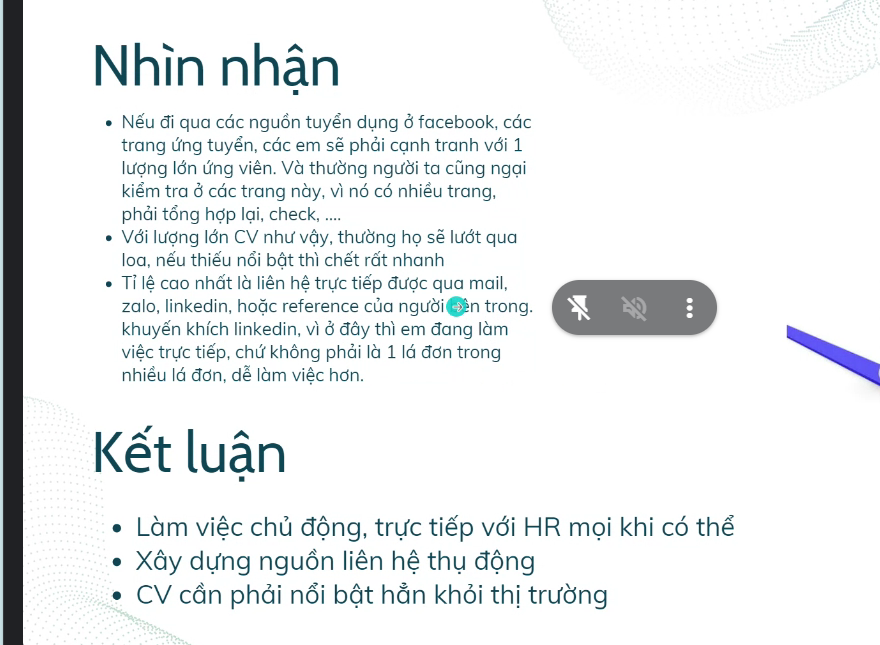 Nhìn nhận
• Nếu đi qua các nguồn tuyển dụng ở facebook, các
trang ứng tuyển, các em sẽ phải cạnh tranh với 1
lượng lớn ứng viên. Và thường người ta cũng ngại
kiểm tra ở các trang này, vì nó có nhiều trang,
phải tổng hợp lại, check, ....
• Với lượng lớn CV như vậy, thường họ sẽ lướt qua
loa, nếu thiếu nổi bật thì chết rất nhanh
• Tỉ lệ cao nhất là liên hệ trực tiếp được qua mail,
zalo, linkedin, hoặc reference của người trong.
khuyến khích linkedin, vì ở đây thì em đang làm
việc trực tiếp, chứ không phải là 1 lá đơn trong
nhiều lá đơn, dễ làm việc hơn.
Kết luận
• Làm việc chủ động, trực tiếp với HR mọi khi có thể
• Xây dựng nguồn liên hệ thụ động
• CV cần phải nổi bật hẳn khỏi thị trường